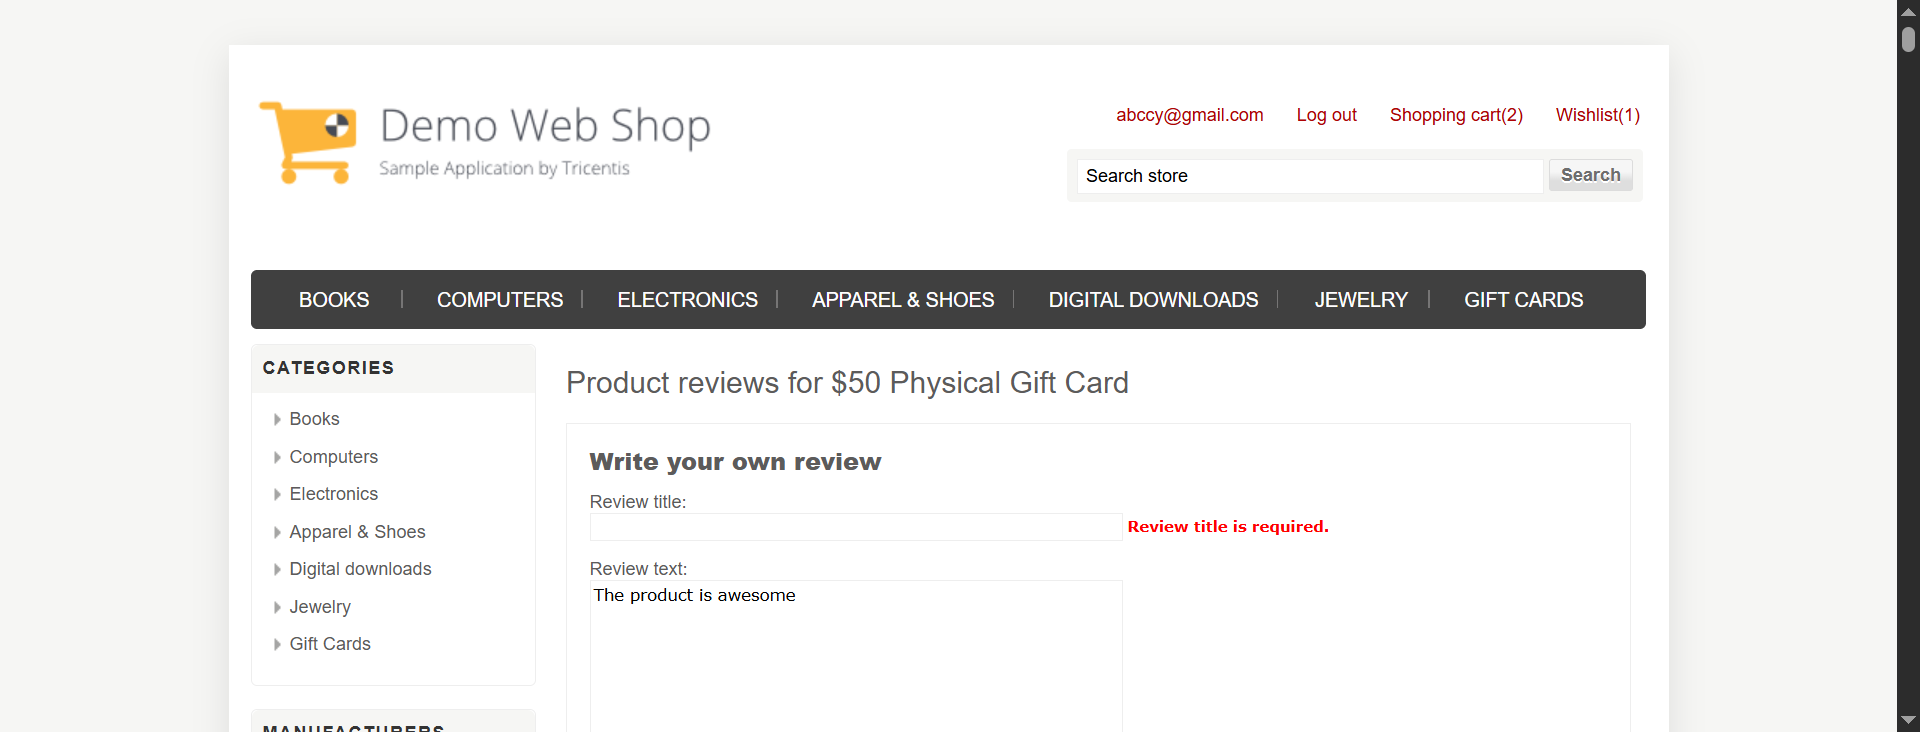 Demo Web Shop
Sample Application by Tricentis
abccy@gmail.com Log out Shopping cart(2) Wishlist(1)
Search store Search
BOOKS COMPUTERS ELECTRONICS APPAREL & SHOES DIGITAL DOWNLOADS JEWELRY GIFT CARDS
CATEGORIES
Books
Computers
Electronics
Apparel & Shoes
Digital downloads
Jewelry
Gift Cards
MANUFACTURERS
Product reviews for $50 Physical Gift Card
Write your own review
Review title:
Review title is required.
Review text:
The product is awesome